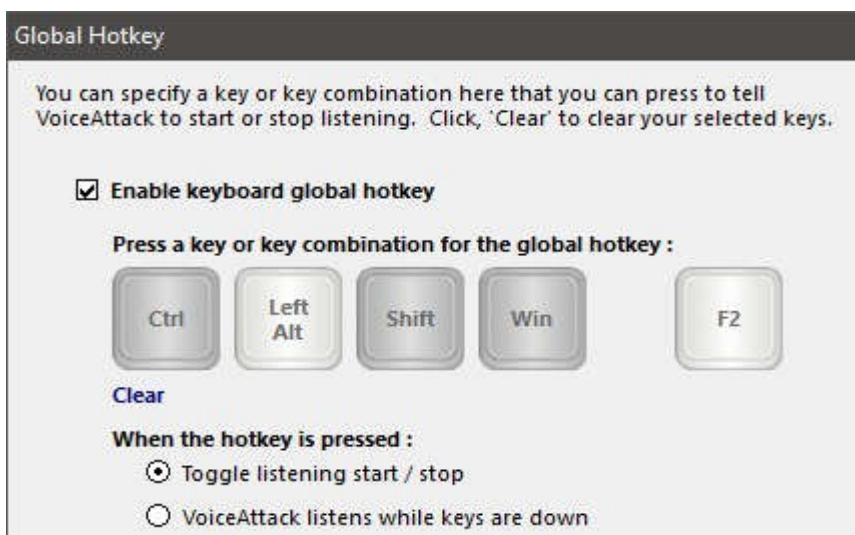 Global Hotkey
You can specify a key or key combination here that you can press to tell
VoiceAttack to start or stop listening.  Click, `Clear' to clear your selected keys.
Enable keyboard global hotkey
Press a key or key combination for the global hotkey :
Ctrl Left Alt Shift Win F2
Clear
When the hotkey is pressed :
Toggle listening start / stop
VoiceAttack listens while keys are down